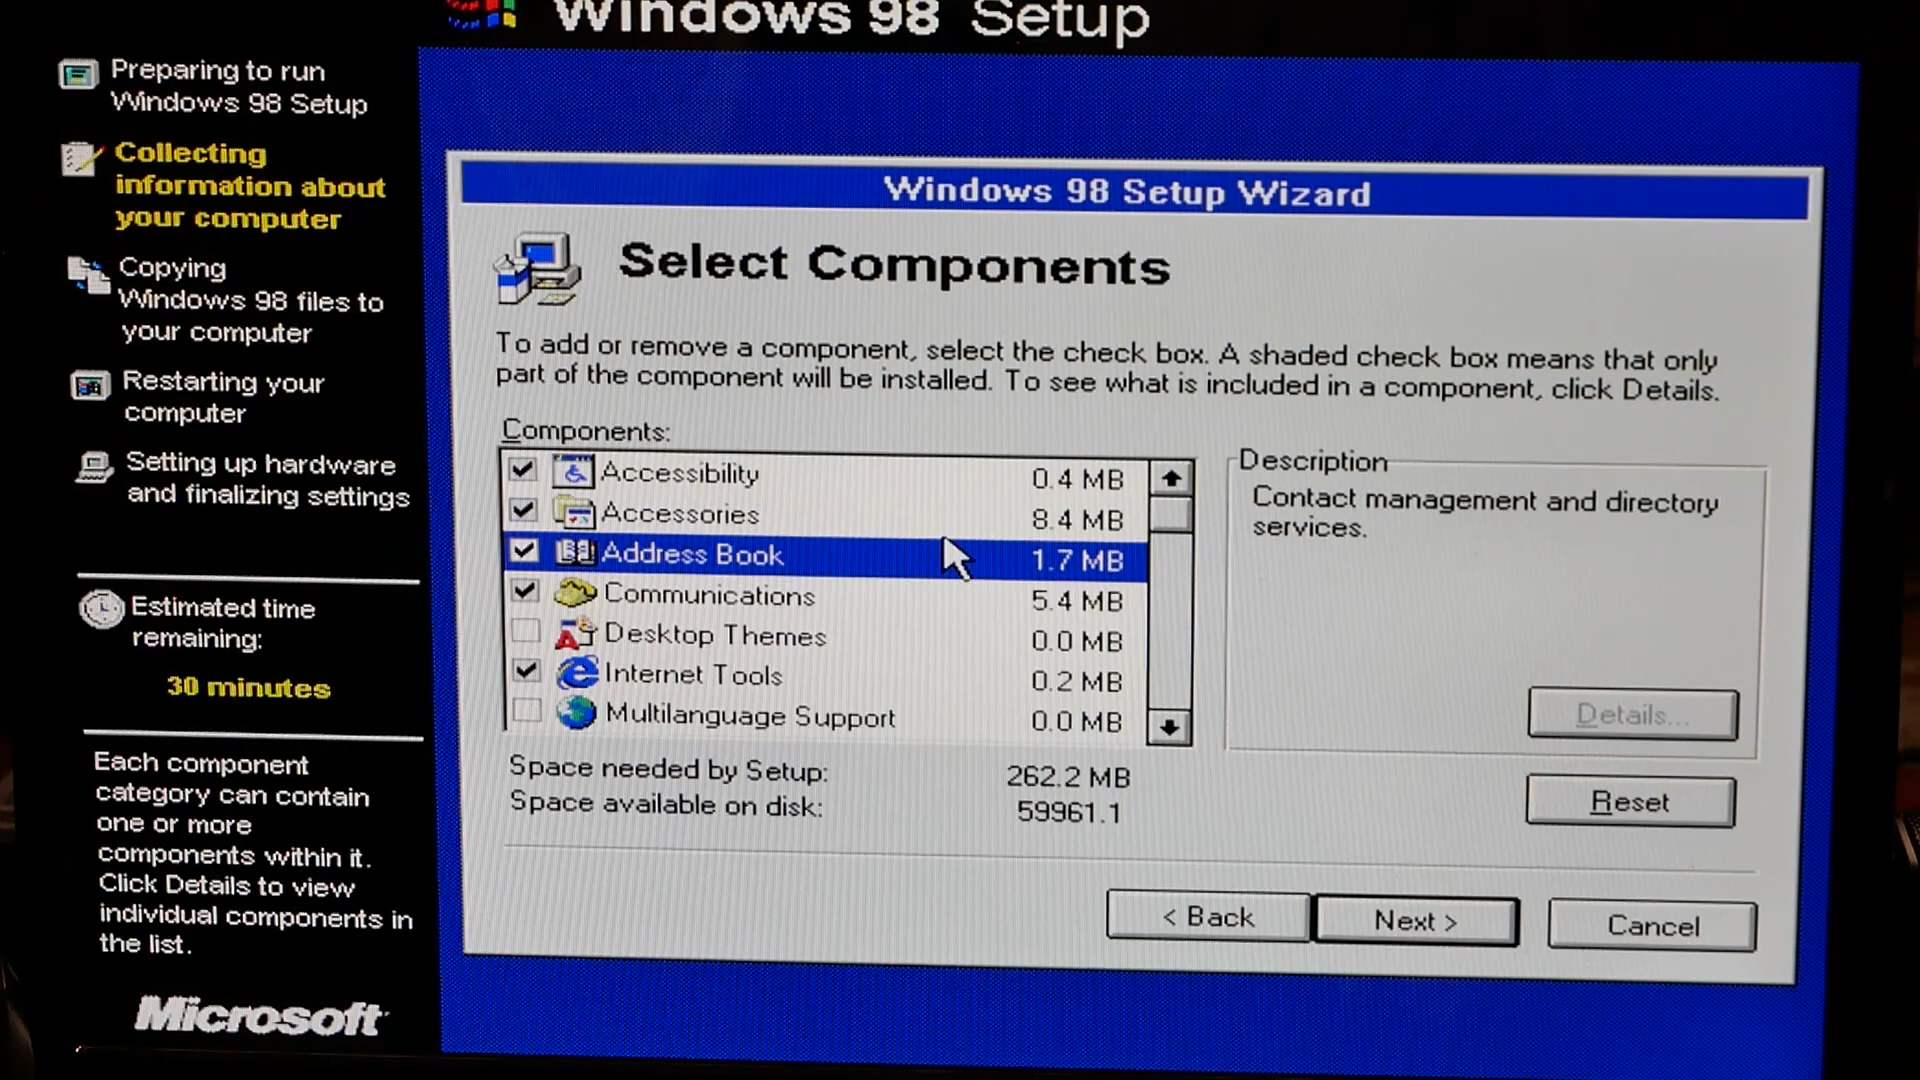 Windows 98 Setup
Preparing to run
Windows 98 Setup
Collecting
information about
your computer
Copying
Windows 98 files to
your computer
Restarting your
computer
Setting up hardware
and finalizing settings
Estimated time
remaining:
30 minutes
Each component
category can contain
one or more
components within it.
Click Details to view
individual components in
the list.
Microsoft
Windows 98 Setup Wizard
Select Components
To add or remove a component, select the check box. A shaded check box means that only
part of the component will be installed. To see what is included in a component, click Details.
Components:
Accessibility 0.4 MB
Accessories 8.4 MB
Address Book 1.7 MB
Communications 5.4 MB
Desktop Themes 0.0 MB
Internet Tools 0.2 MB
Multilanguage Support 0.0 MB
Space needed by Setup: 262.2 MB
Space available on disk: 59961.1
Description
Contact management and directory
services.
Details...
Reset
< Back
Next >
Cancel